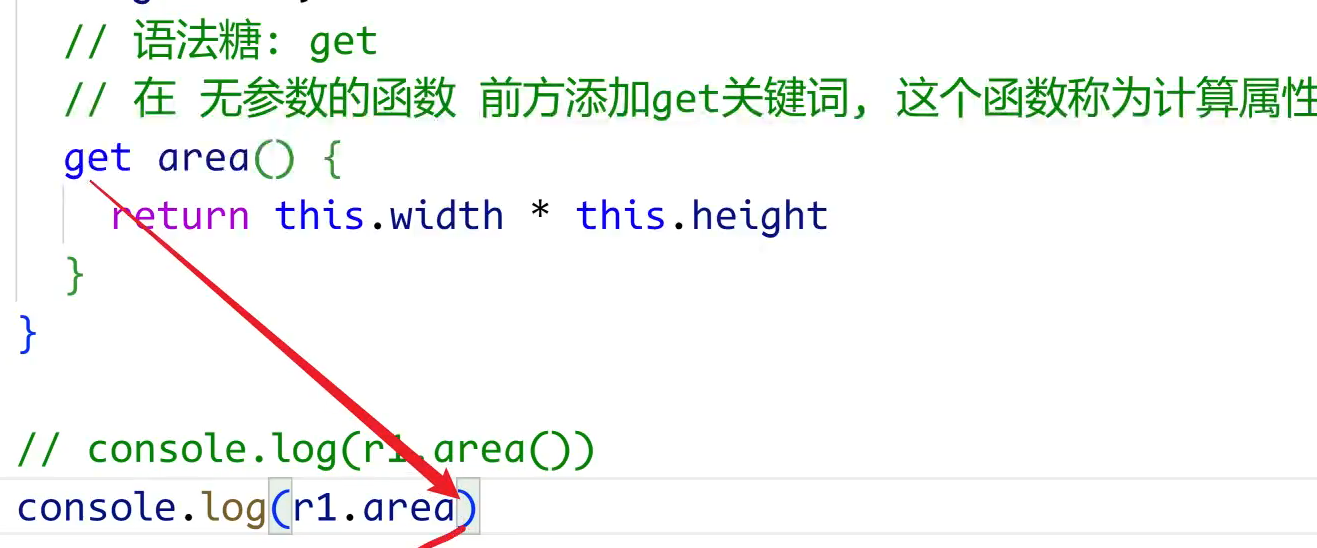 // 语法糖: get
// 在 无参数的函数 前方添加get关键词, 这个函数称为计算属性
get area() {
return this.width * this.height
}
}
// console.log(r1.area())
console.log(r1.area)